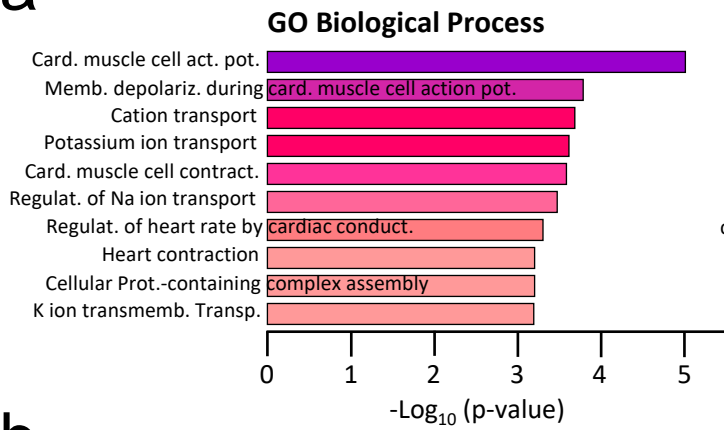 a
GO Biological Process
Card. muscle cell act. pot.
Memb. depolariz. during card. muscle cell action pot.
Cation transport
Potassium ion transport
Card. muscle cell contract.
Regulat. of Na ion transport
Regulat. of heart rate by cardiac conduct.
Heart contraction
Cellular Prot.-containing complex assembly
K ion transmemb. Transp.
0 1 2 3 4 5
-Log10 (p-value)